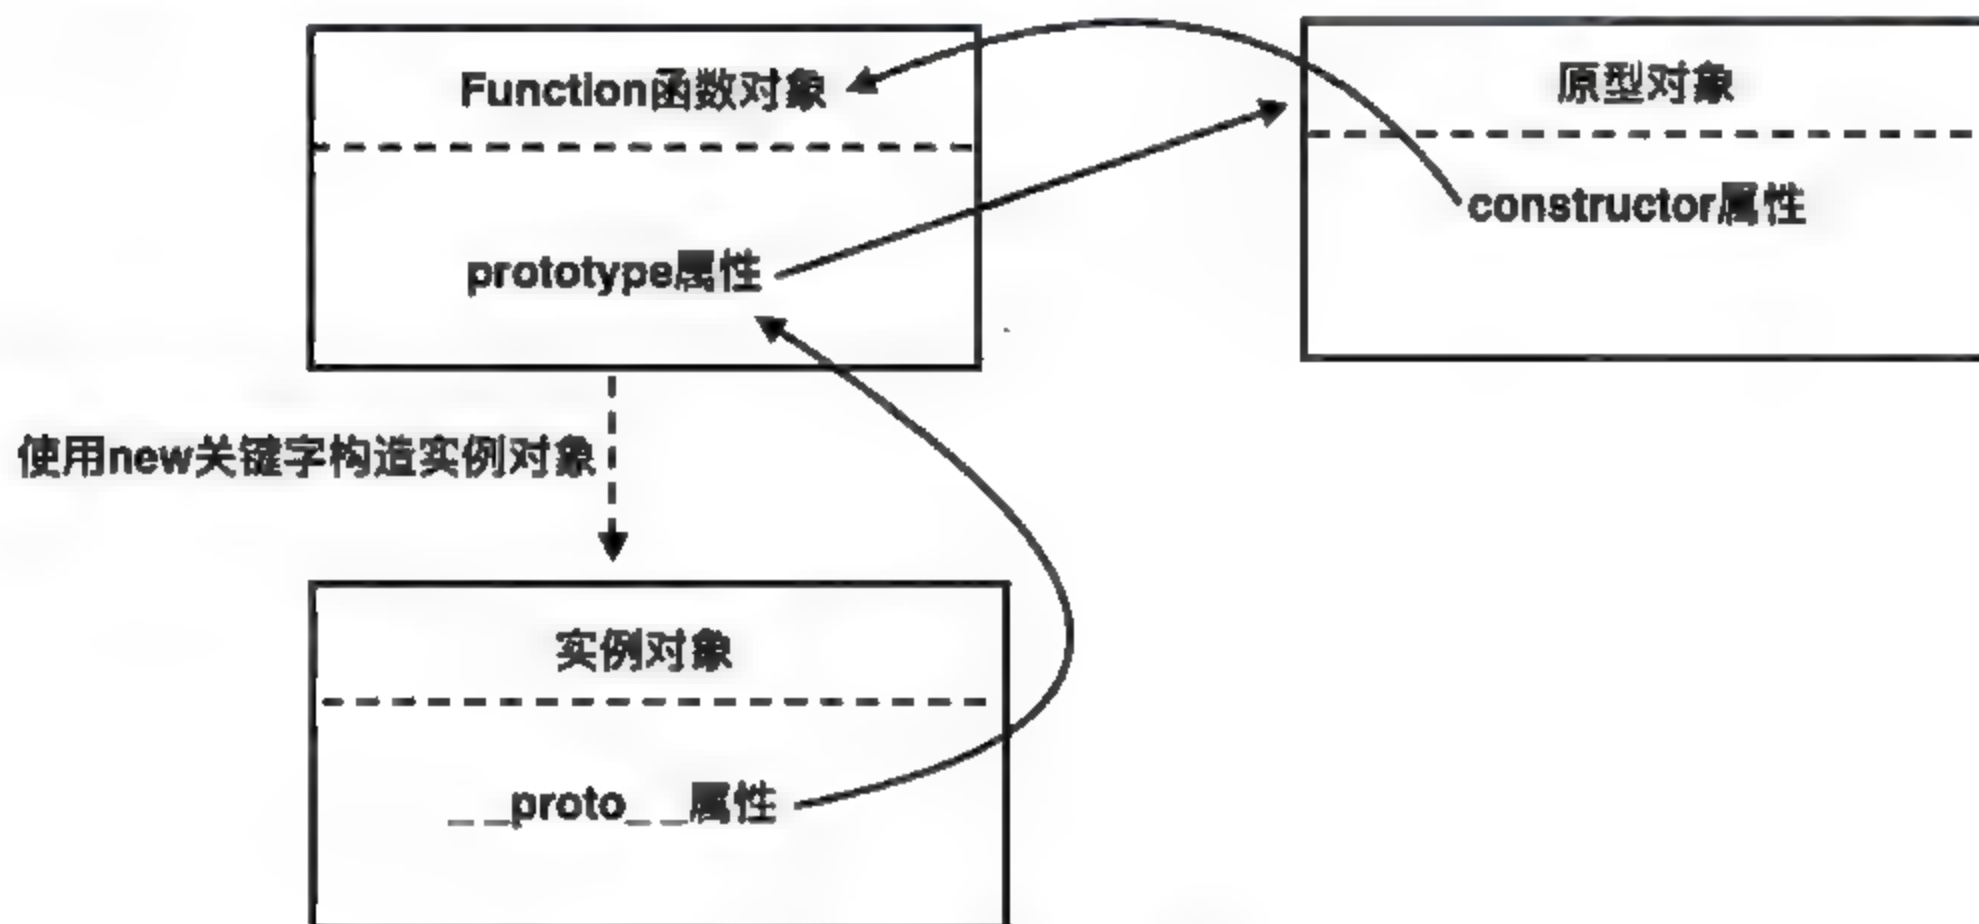 Function函数对象
原型对象
constructor属性
prototype属性
使用new关键字构造实例对象
实例对象
__proto__属性